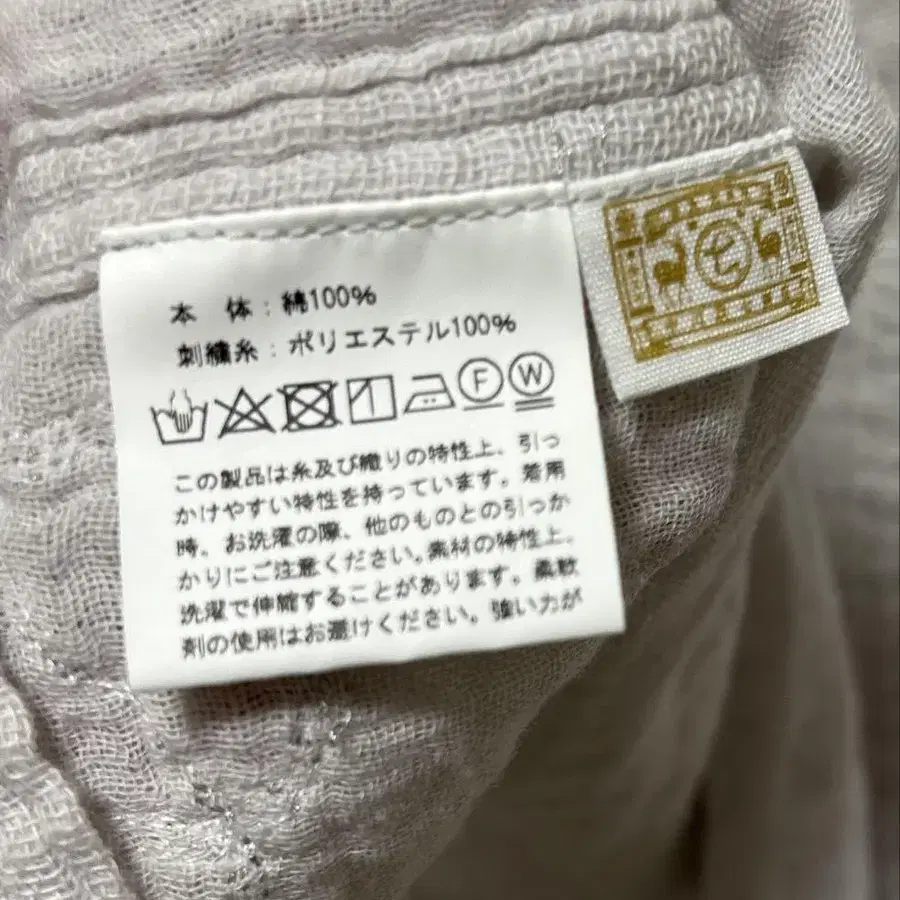 本　体：綿100%
刺繍糸：ポリエステル100%
F W
この製品は糸及び織りの特性上、引っ
かけやすい特性を持っています。着用
時、お洗濯の際、他のものとの引っか
かりにご注意ください。素材の特性上、
洗濯で伸縮することがあります。柔軟
剤の使用はお避けください。強い力が